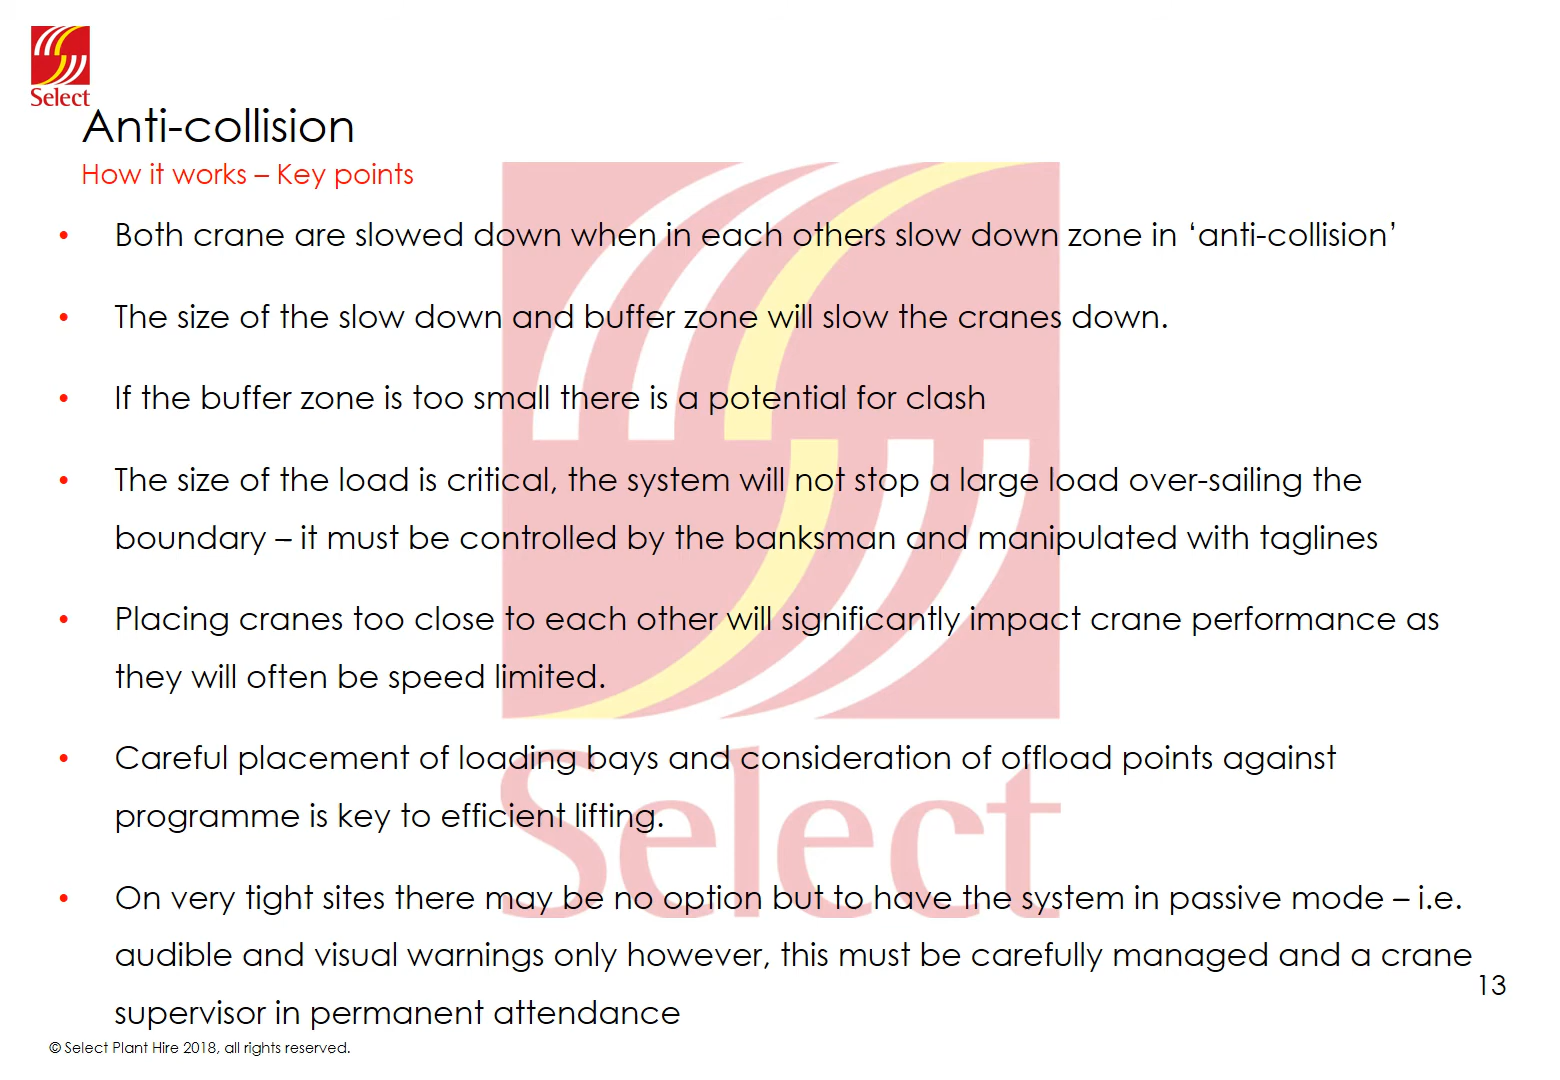 Select
Anti-collision
How it works – Key points
• Both crane are slowed down when in each others slow down zone in ‘anti-collision’
• The size of the slow down and buffer zone will slow the cranes down.
• If the buffer zone is too small there is a potential for clash
• The size of the load is critical, the system will not stop a large load over-sailing the
boundary – it must be controlled by the banksman and manipulated with taglines
• Placing cranes too close to each other will significantly impact crane performance as
they will often be speed limited.
• Careful placement of loading bays and consideration of offload points against
programme is key to efficient lifting.
Select
• On very tight sites there may be no option but to have the system in passive mode – i.e.
audible and visual warnings only however, this must be carefully managed and a crane
supervisor in permanent attendance
13
© Select Plant Hire 2018, all rights reserved.